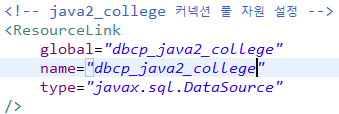 <!-- java2_college 커넥션 풀 자원 설정 -->
<ResourceLink
global="dbcp_java2_college"
name="dbcp_java2_college"
type="javax.sql.DataSource"
/>